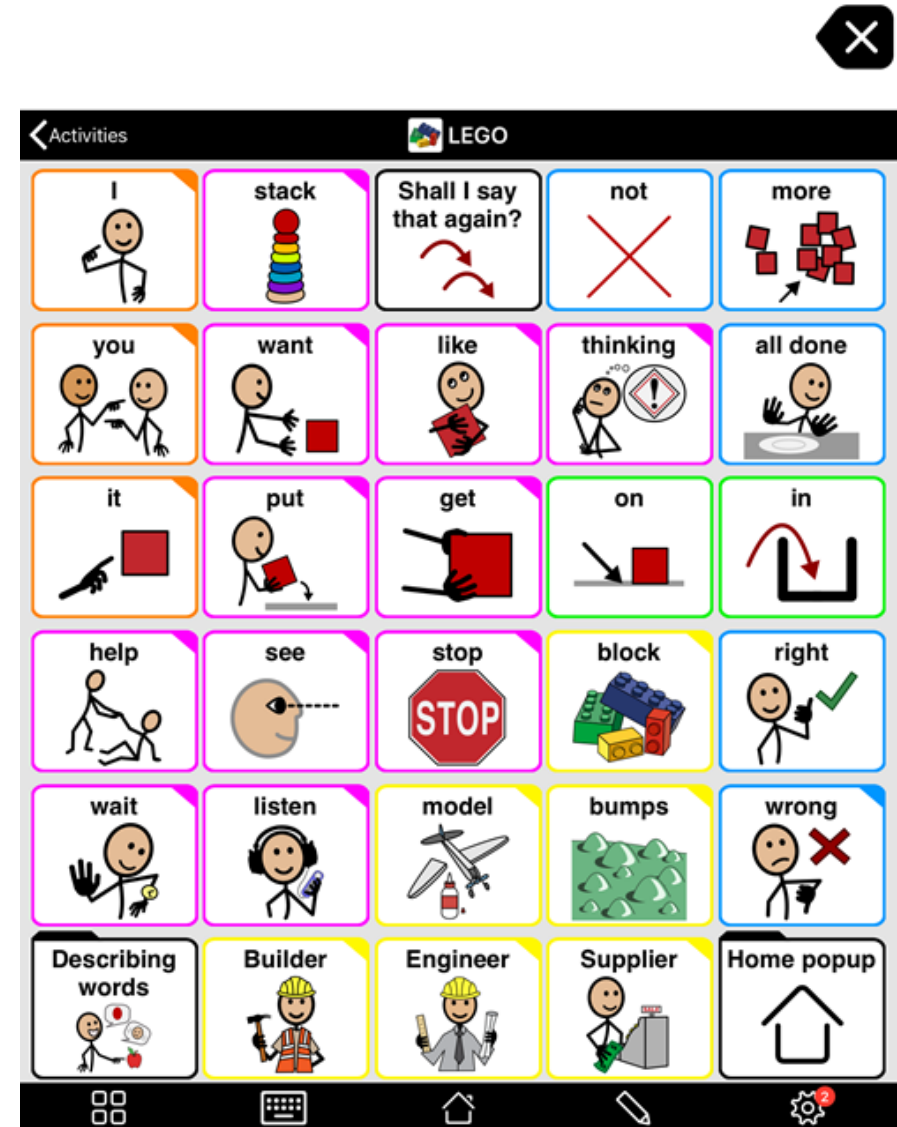 Activities
LEGO
I
stack
Shall I say
that again?
not
more
you
want
like
thinking
all done
it
put
get
on
in
help
see
stop
STOP
block
right
wait
listen
model
bumps
wrong
Describing
words
Builder
Engineer
Supplier
Home popup
2